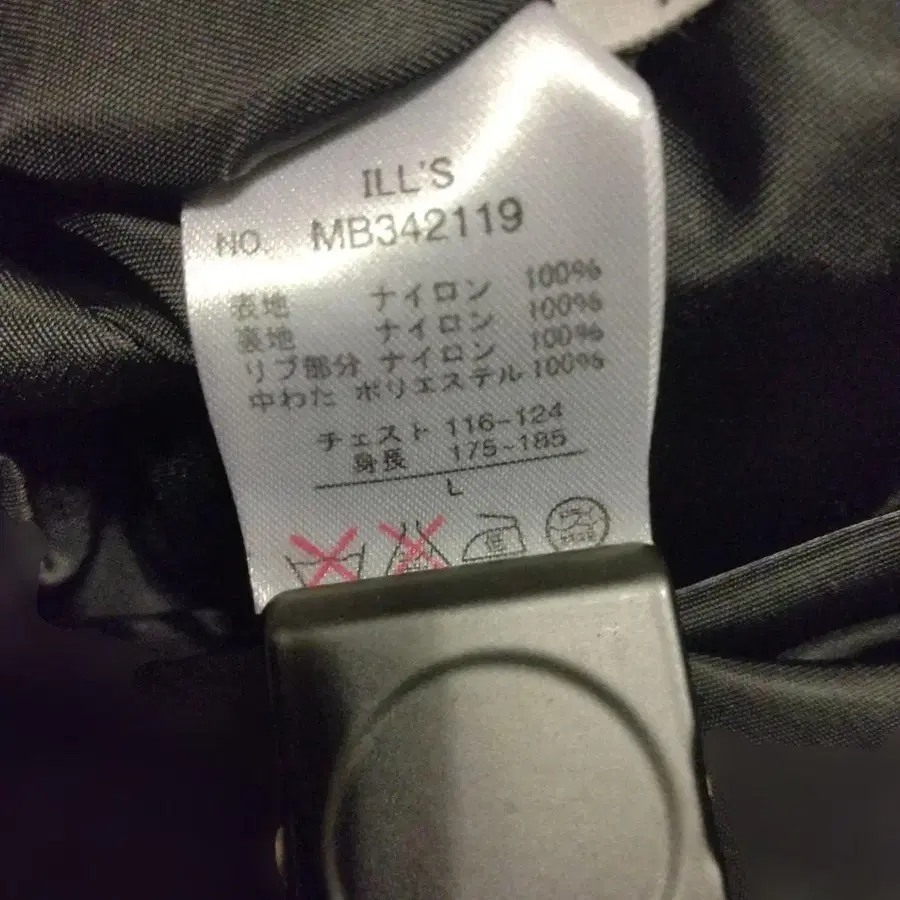 ILL'S
NO. MB342119
表地 ナイロン 100%
裏地 ナイロン 100%
リブ部分 ナイロン 100%
中わた ポリエステル 100%
チェスト 116-124
身長 175~185
L